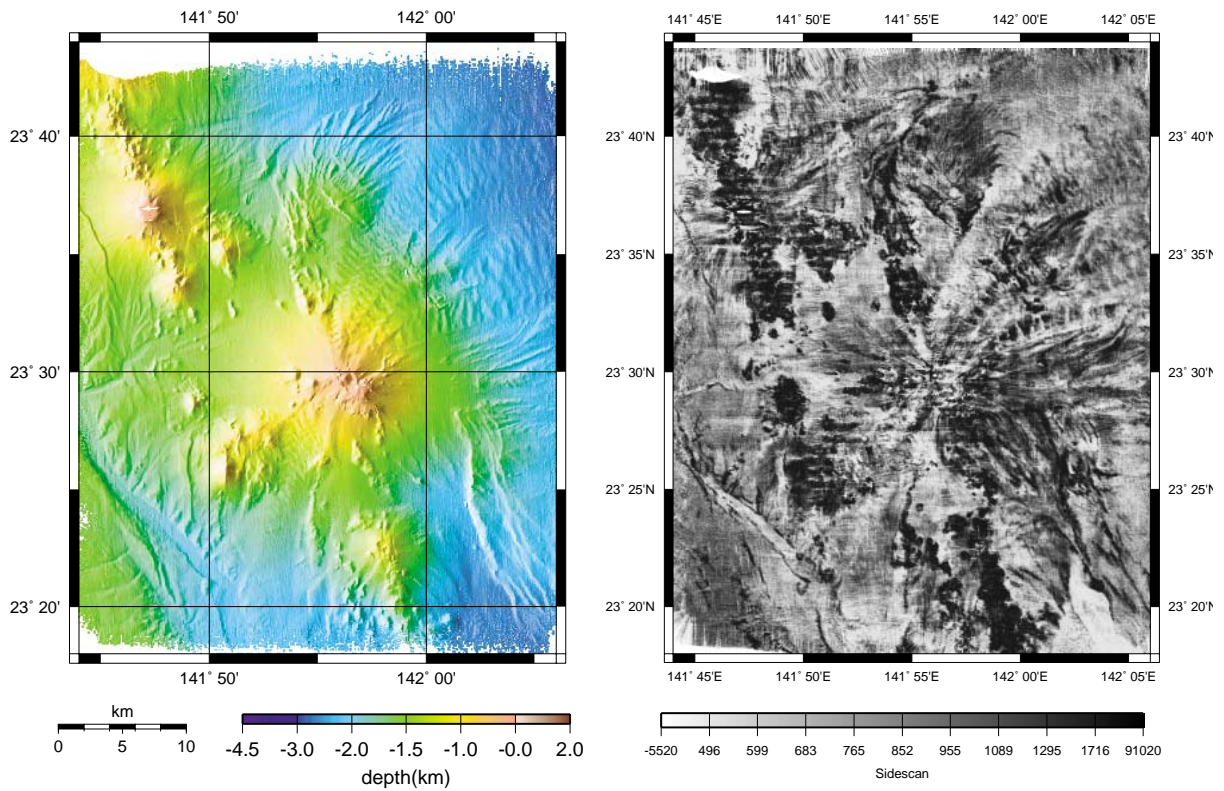 141˚ 50' 142˚ 00'
23˚ 40'
23˚ 30'
23˚ 20'
141˚ 50' 142˚ 00'
km
0 5 10
-4.5 -3.0 -2.0 -1.5 -1.0 -0.0 2.0
depth(km)
141˚ 45'E 141˚ 50'E 141˚ 55'E 142˚ 00'E 142˚ 05'E
23˚ 40'N 23˚ 40'N
23˚ 35'N 23˚ 35'N
23˚ 30'N 23˚ 30'N
23˚ 25'N 23˚ 25'N
23˚ 20'N 23˚ 20'N
141˚ 45'E 141˚ 50'E 141˚ 55'E 142˚ 00'E 142˚ 05'E
-5520 496 599 683 765 852 955 1089 1295 1716 91020
Sidescan